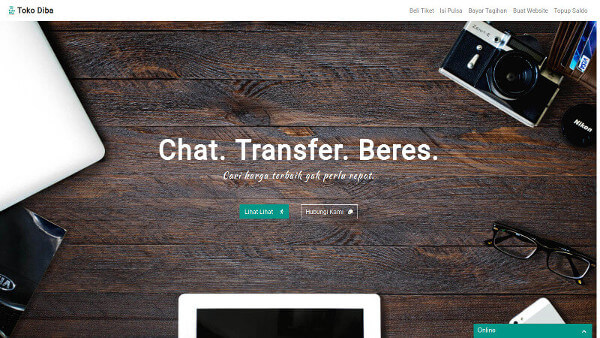 Toko Diba
Beli Tiket Isi Pulsa Bayar Tagihan Buat Website Topup Saldo
Nikon
Chat. Transfer. Beres.
Cari harga terbaik gak perlu repot.
Lihat Lihat
Hubungi Kami
Online